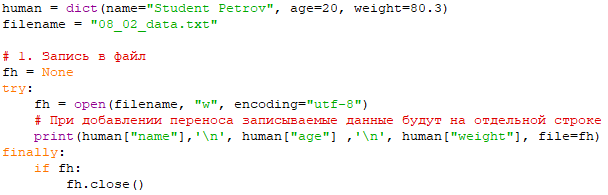 human = dict(name="Student Petrov", age=20, weight=80.3)
filename = "08_02_data.txt"
# 1. Запись в файл
fh = None
try:
    fh = open(filename, "w", encoding="utf-8")
    # При добавлении переноса записываемые данные будут на отдельной строке
    print(human["name"],'\n', human["age"] ,'\n', human["weight"], file=fh)
finally:
    if fh:
        fh.close()